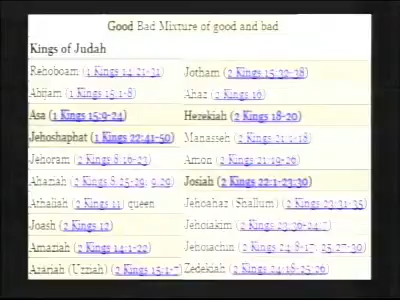 Good Bad Mixture of good and bad
Kings of Judah
Rehoboam (1 Kings 14:21-31) Jotham (2 Kings 15:32-38)
Abijam (1 Kings 15:1-8) Ahaz (2 Kings 16)
Asa (1 Kings 15:9-24) Hezekiah (2 Kings 18-20)
Jehoshaphat (1 Kings 22:41-50) Manasseh (2 Kings 21:1-18)
Jehoram (2 Kings 8:16-23) Amon (2 Kings 21:19-26)
Ahaziah (2 Kings 8:25-29; 9:29) Josiah (2 Kings 22:1-23:30)
Athaliah (2 Kings 11) queen Jehoahaz (Shallum) (2 Kings 23:31-35)
Joash (2 Kings 12) Jehoiakim (2 Kings 23:36-24:7)
Amaziah (2 Kings 14:1-22) Jehoiachin (2 Kings 24:8-17; 25:27-30)
Azariah (Uzziah) (2 Kings 15:1-7) Zedekiah (2 Kings 24:18-25:26)